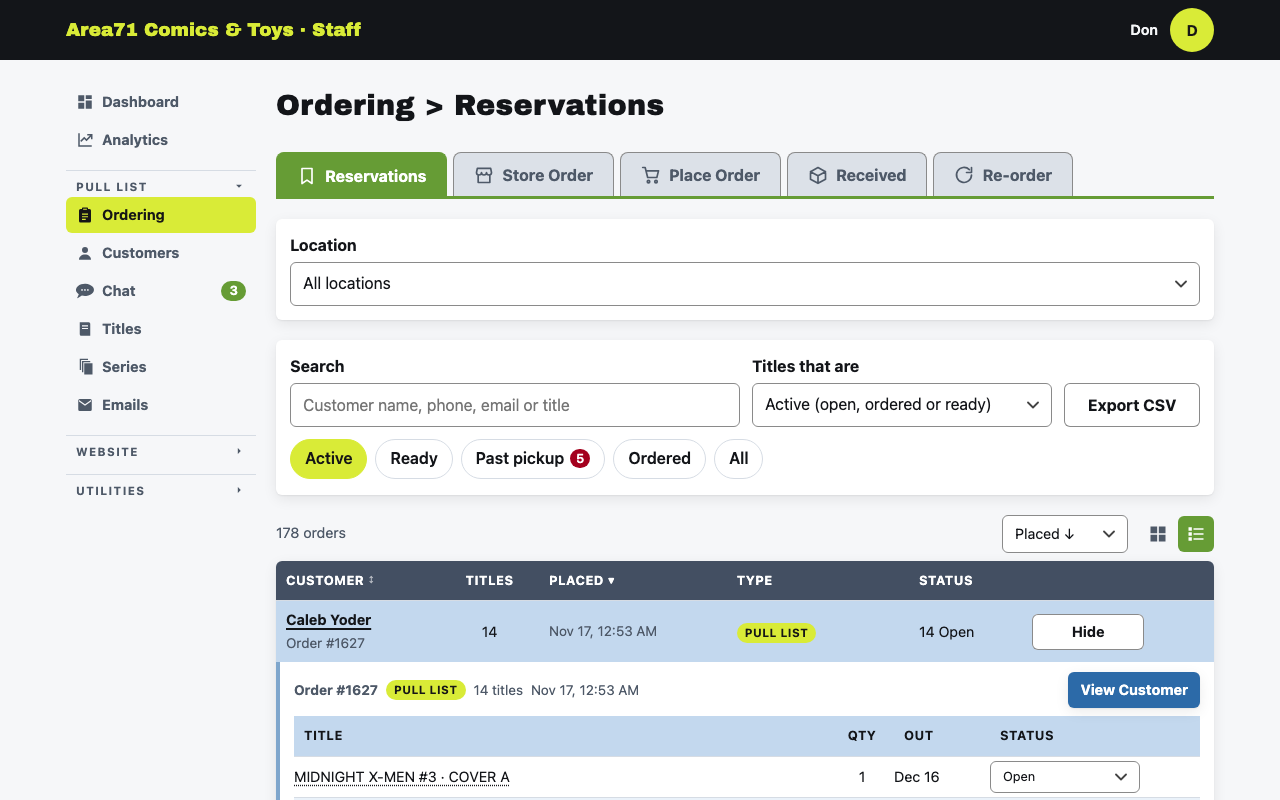 Area71 Comics & Toys · Staff
Don
D
Dashboard
Analytics
PULL LIST
Ordering
Customers
Chat 3
Titles
Series
Emails
WEBSITE
UTILITIES
Ordering > Reservations
Reservations
Store Order
Place Order
Received
Re-order
Location
All locations
Search
Titles that are
Customer name, phone, email or title
Active (open, ordered or ready)
Export CSV
Active
Ready
Past pickup 5
Ordered
All
178 orders
Placed ↓
CUSTOMER ↕ TITLES PLACED ▼ TYPE STATUS
Caleb Yoder
Order #1627
14
Nov 17, 12:53 AM
PULL LIST
14 Open
Hide
Order #1627 PULL LIST 14 titles Nov 17, 12:53 AM
View Customer
TITLE QTY OUT STATUS
MIDNIGHT X-MEN #3 · COVER A 1 Dec 16 Open